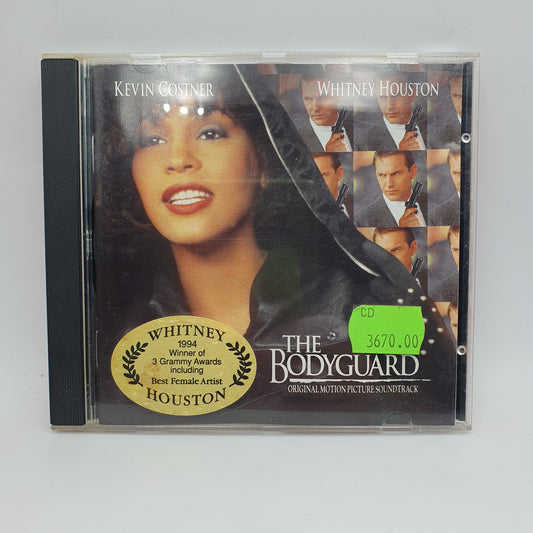 KEVIN COSTNER
WHITNEY HOUSTON
CD
3670.00
WHITNEY
1994
Winner of
3 Grammy Awards
including
Best Female Artist
HOUSTON
THE
BODYGUARD
ORIGINAL MOTION PICTURE SOUNDTRACK